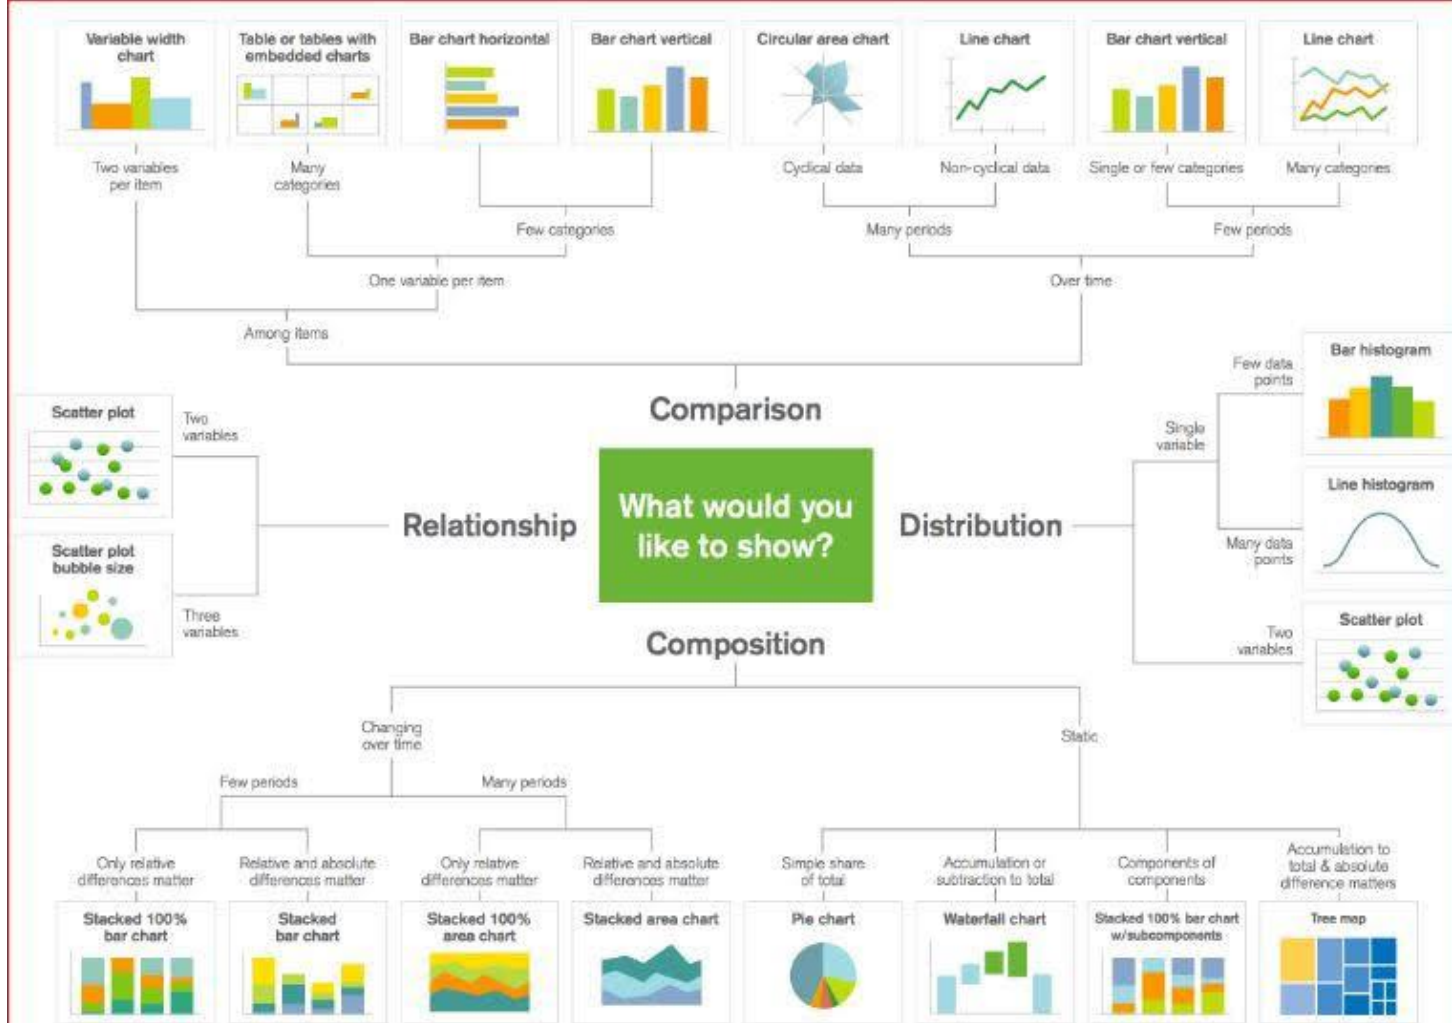 Variable width
chart
Table or tables with
embedded charts
Bar chart horizontal
Bar chart vertical
Circular area chart
Line chart
Bar chart vertical
Line chart
Two variables
per item
Many
categories
Cyclical data
Non-cyclical data
Single or few categories
Many categories
Few categories
Many periods
Few periods
One variable per item
Over time
Among items
Comparison
Scatter plot
Two
variables
Scatter plot
bubble size
Three
variables
Relationship
What would you
like to show?
Distribution
Single
variable
Few data
points
Bar histogram
Many data
points
Line histogram
Two
variables
Scatter plot
Composition
Changing
over time
Static
Few periods
Many periods
Only relative
differences matter
Relative and absolute
differences matter
Only relative
differences matter
Relative and absolute
differences matter
Simple share
of total
Accumulation or
subtraction to total
Components of
components
Accumulation to
total & absolute
difference matters
Stacked 100%
bar chart
Stacked
bar chart
Stacked 100%
area chart
Stacked area chart
Pie chart
Waterfall chart
Stacked 100% bar chart
w/subcomponents
Tree map